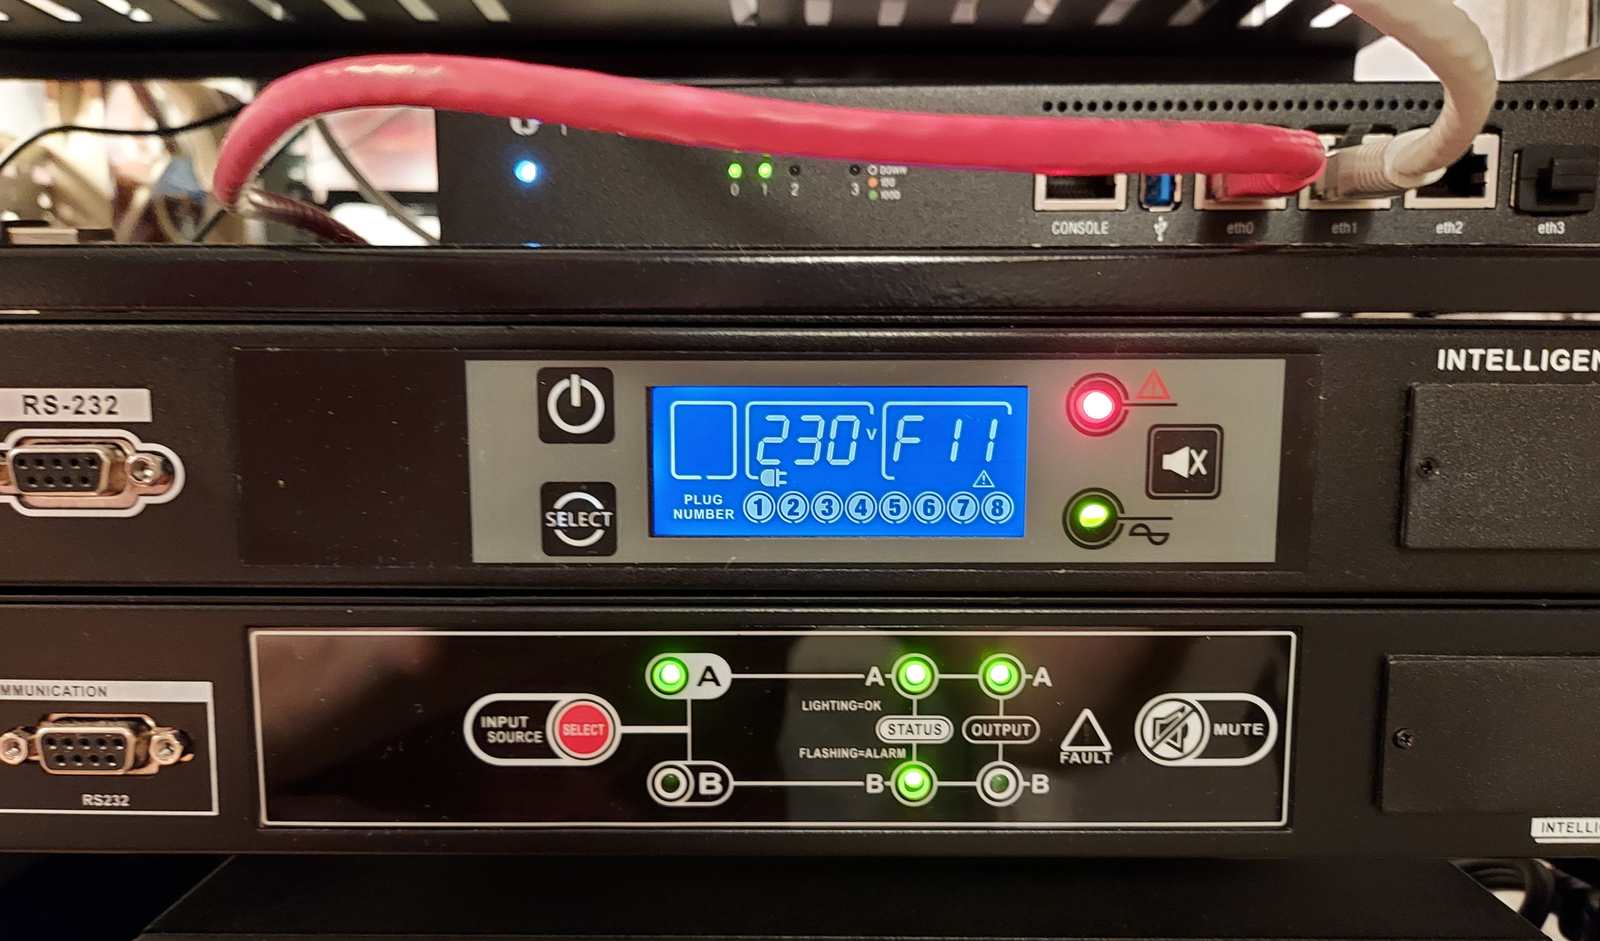 0 1 2 3
DOWN
100
1000
CONSOLE eth0 eth1 eth2 eth3
INTELLIGEN
RS-232
230 V F11
SELECT
PLUG
NUMBER
1 2 3 4 5 6 7 8
MMUNICATION
RS232
INPUT
SOURCE
SELECT
A
B
A
LIGHTING=OK
STATUS
FLASHING=ALARM
B
A
OUTPUT
B
FAULT
MUTE
INTELLI